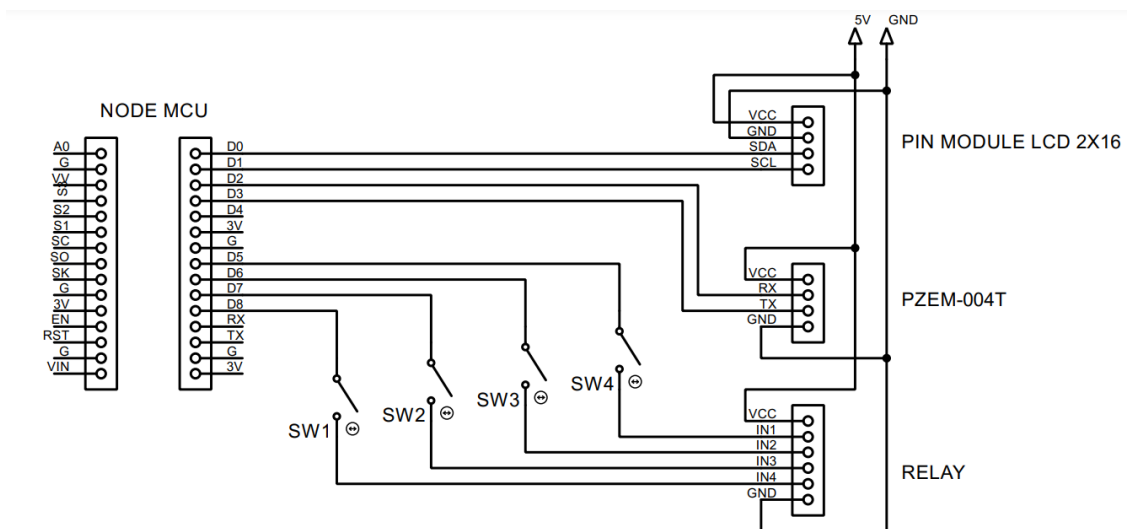 5V GND
NODE MCU
A0
G
VV
S3
S2
S1
SC
SO
SK
G
3V
EN
RST
G
VIN
D0
D1
D2
D3
D4
3V
G
D5
D6
D7
D8
RX
TX
G
3V
SW1
SW2
SW3
SW4
VCC
GND
SDA
SCL
PIN MODULE LCD 2X16
VCC
RX
TX
GND
PZEM-004T
VCC
IN1
IN2
IN3
IN4
GND
RELAY